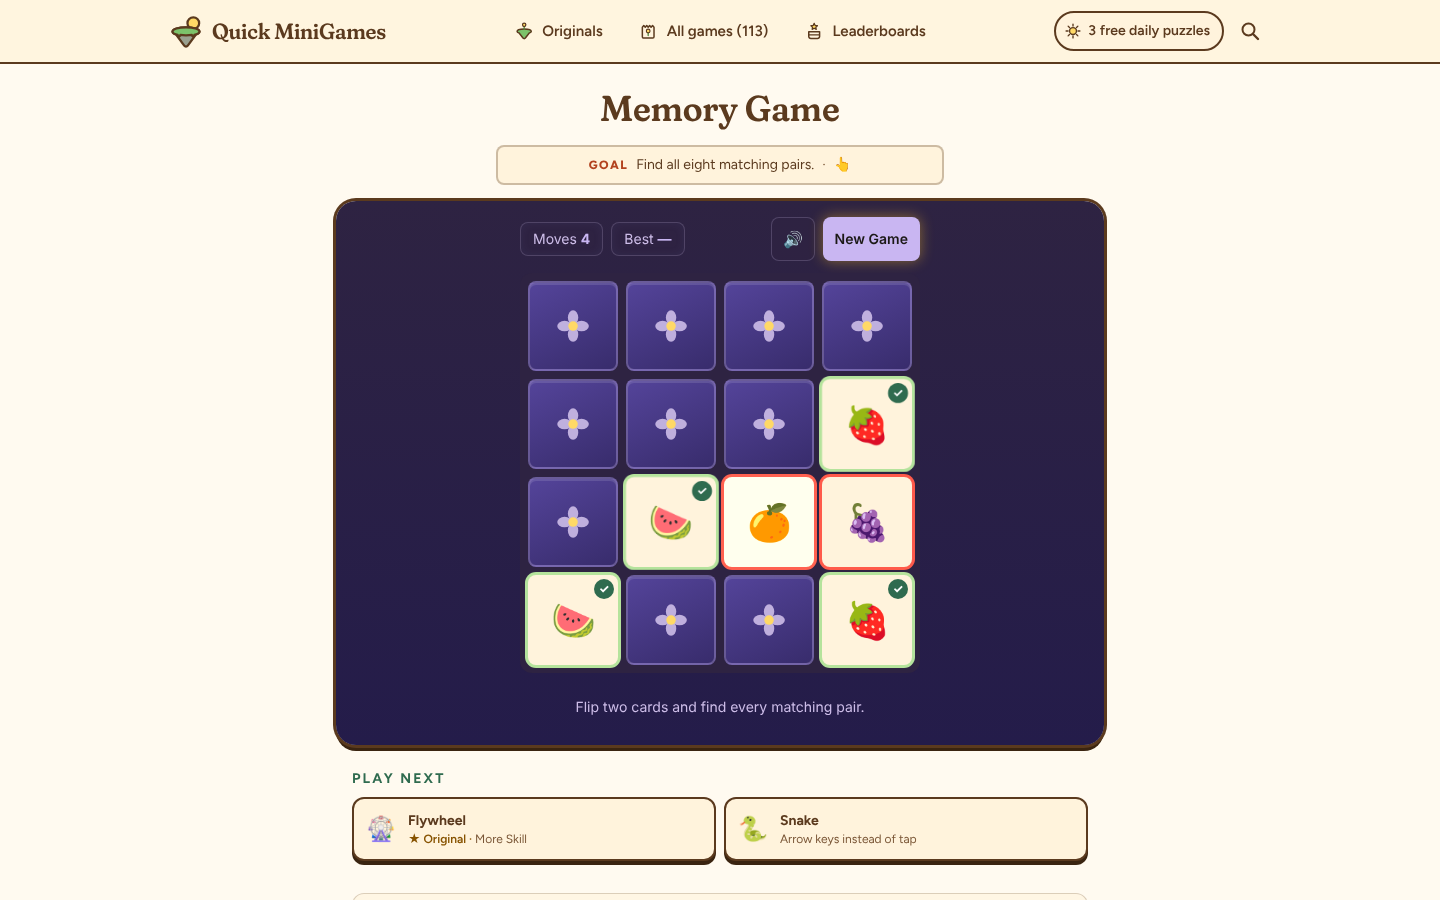 Quick MiniGames
Originals
All games (113)
Leaderboards
3 free daily puzzles
Memory Game
GOAL Find all eight matching pairs. ·
Moves 4
Best —
New Game
Flip two cards and find every matching pair.
PLAY NEXT
Flywheel
★ Original · More Skill
Snake
Arrow keys instead of tap